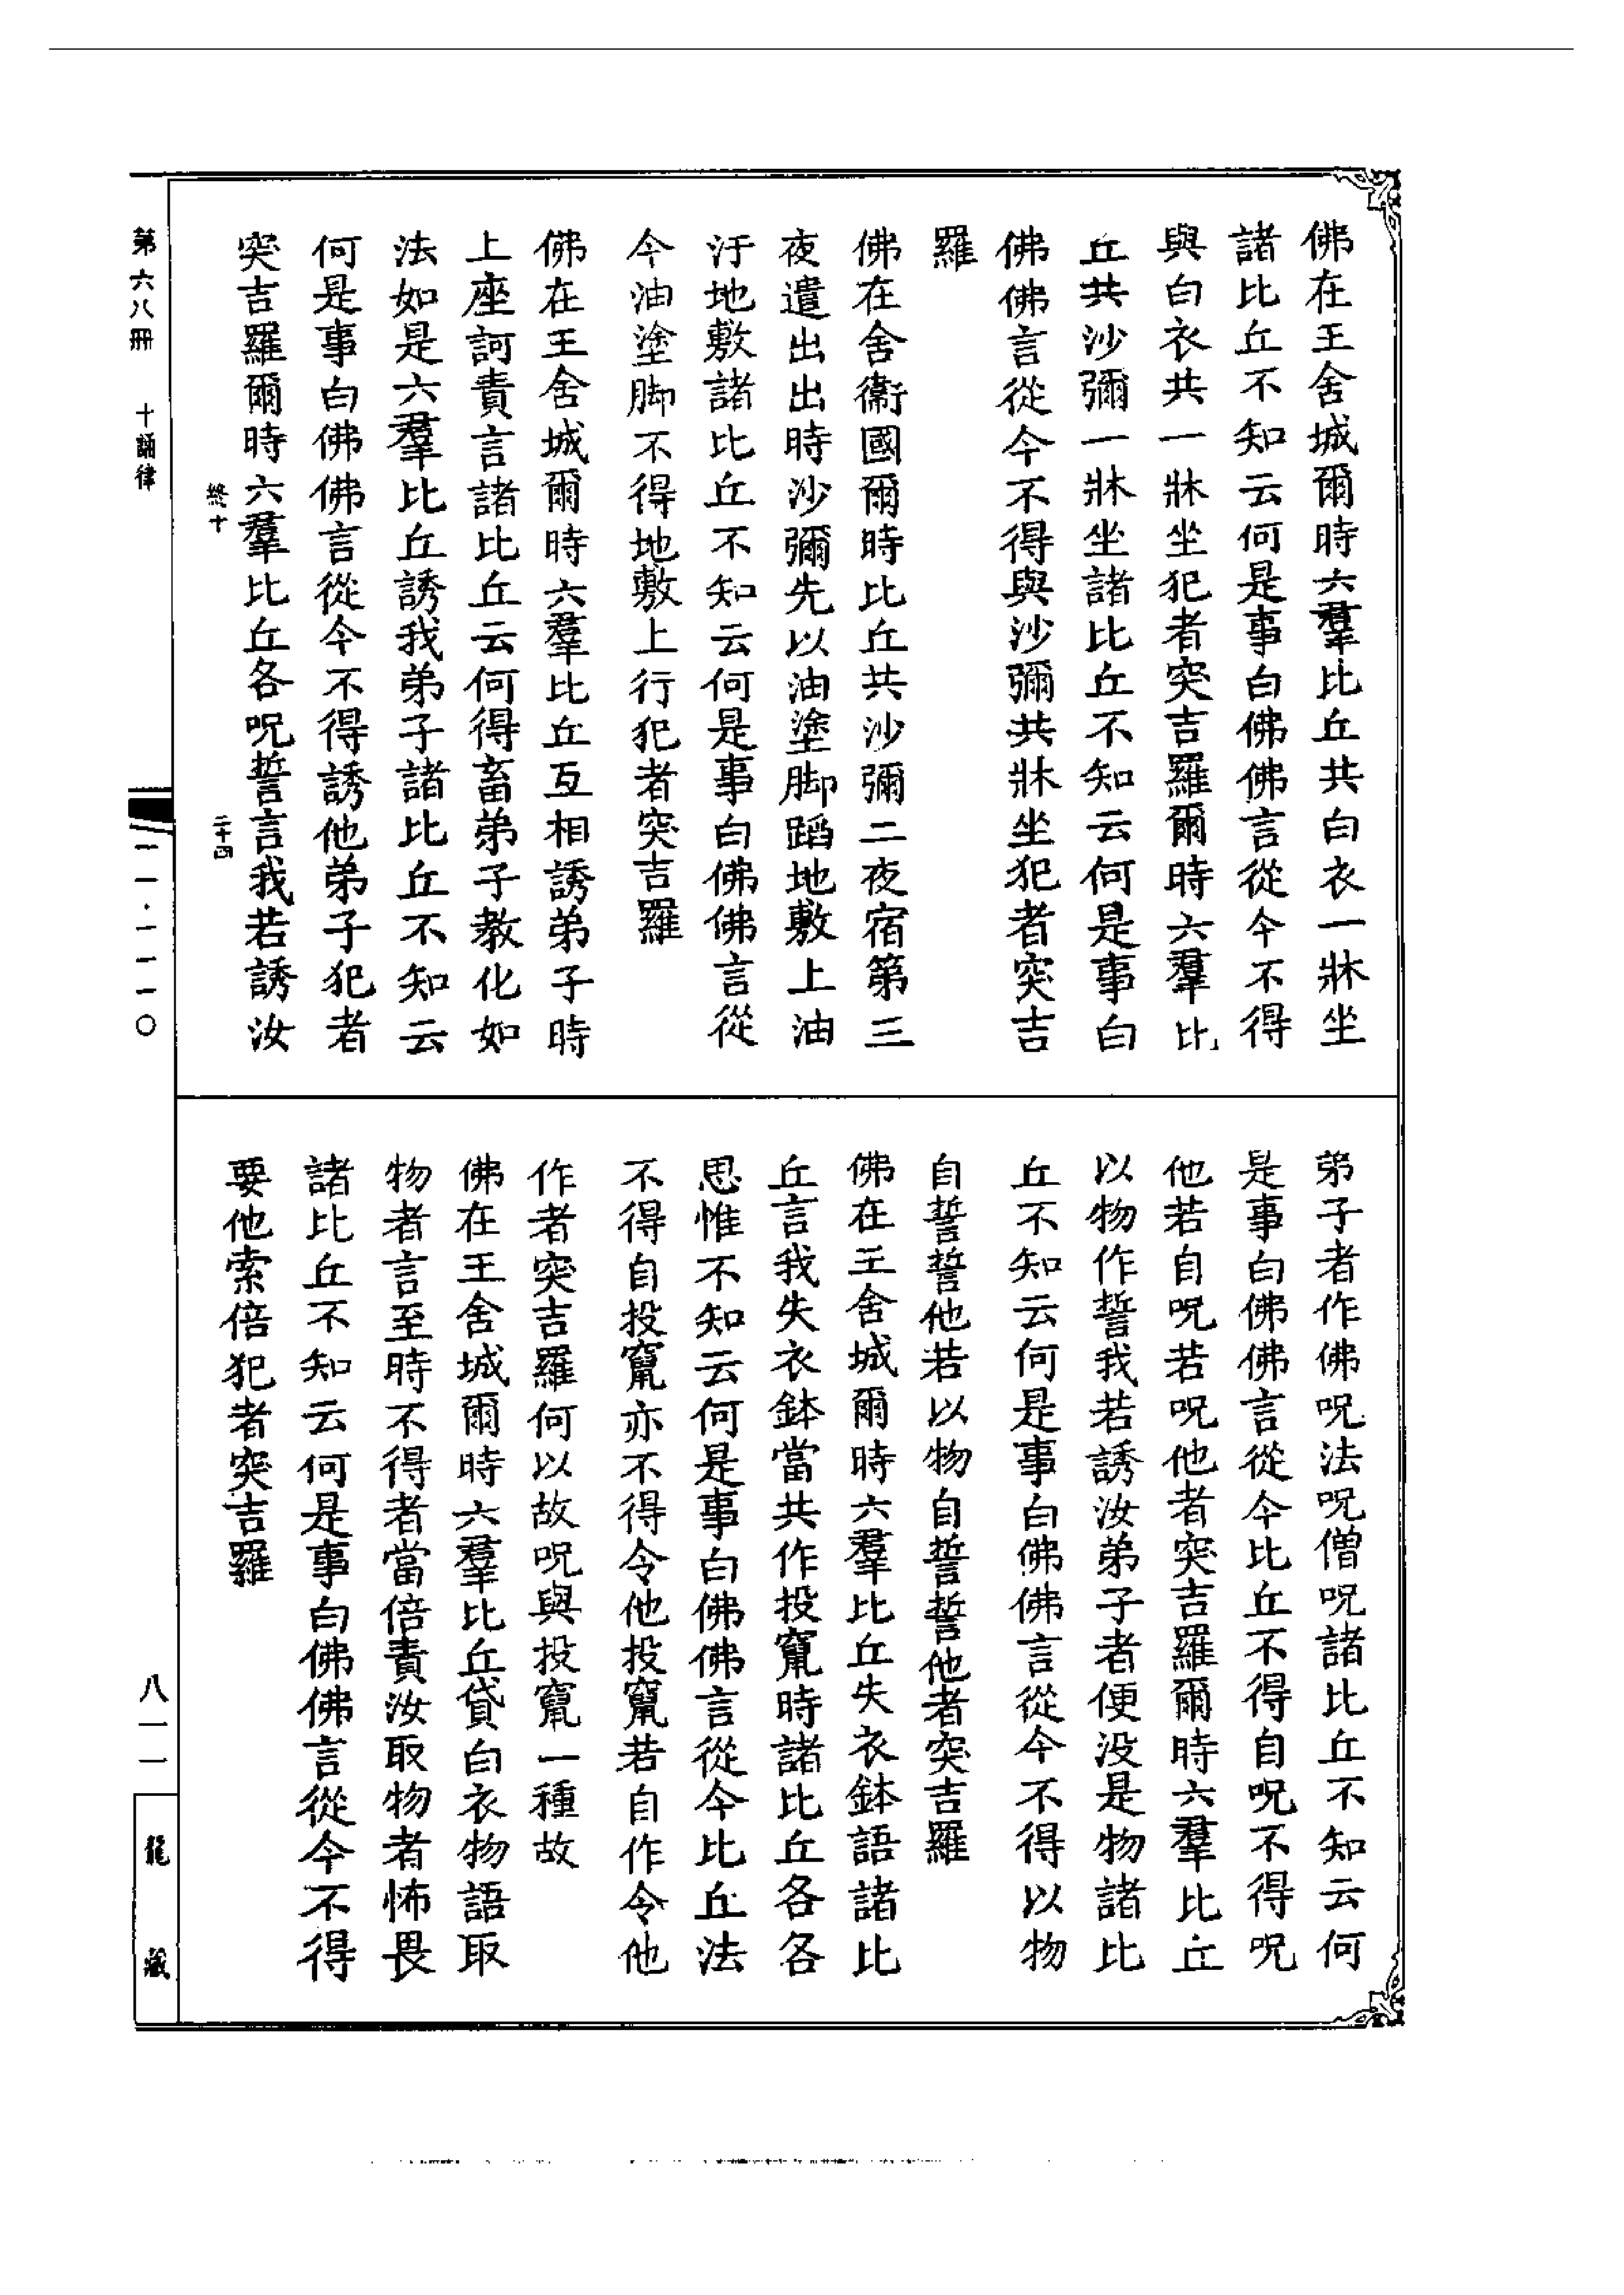 佛在王舍城爾時六羣比丘共白衣一牀坐
諸比丘不知云何是事白佛佛言從今不得
與白衣共一牀坐犯者突吉羅爾時六羣比
丘共沙彌一牀坐諸比丘不知云何是事白
佛佛言從今不得與沙彌共牀坐犯者突吉
羅
佛在舍衛國爾時比丘共沙彌二夜宿第三
夜遣出出時沙彌先以油塗脚蹈地敷上油
汙地敷諸比丘不知云何是事白佛佛言從
今油塗脚不得地敷上行犯者突吉羅
佛在王舍城爾時六羣比丘互相誘弟子時
上座訶責言諸比丘云何得畜弟子教化如
法如是六羣比丘誘我弟子諸比丘不知云
何是事白佛佛言從今不得誘他弟子犯者
突吉羅爾時六羣比丘各呪誓言我若誘汝
終十 二十四
弟子者作佛呪法呪僧呪諸比丘不知云何
是事白佛佛言從今比丘不得自呪不得呪
他若自呪若呪他者突吉羅爾時六羣比丘
以物作誓我若誘汝弟子者便没是物諸比
丘不知云何是事白佛佛言從今不得以物
自誓誓他若以物自誓誓他者突吉羅
佛在王舍城爾時六羣比丘失衣鉢語諸比
丘言我失衣鉢當共作投竄時諸比丘各各
思惟不知云何是事白佛佛言從今比丘法
不得自投竄亦不得令他投竄若自作令他
作者突吉羅何以故呪與投竄一種故
佛在王舍城爾時六羣比丘貸白衣物語取
物者言至時不得者當倍責汝取物者怖畏
諸比丘不知云何是事白佛佛言從今不得
要他索倍犯者突吉羅
第六八冊 十誦律
一一·一一一〇
八一一
龍藏